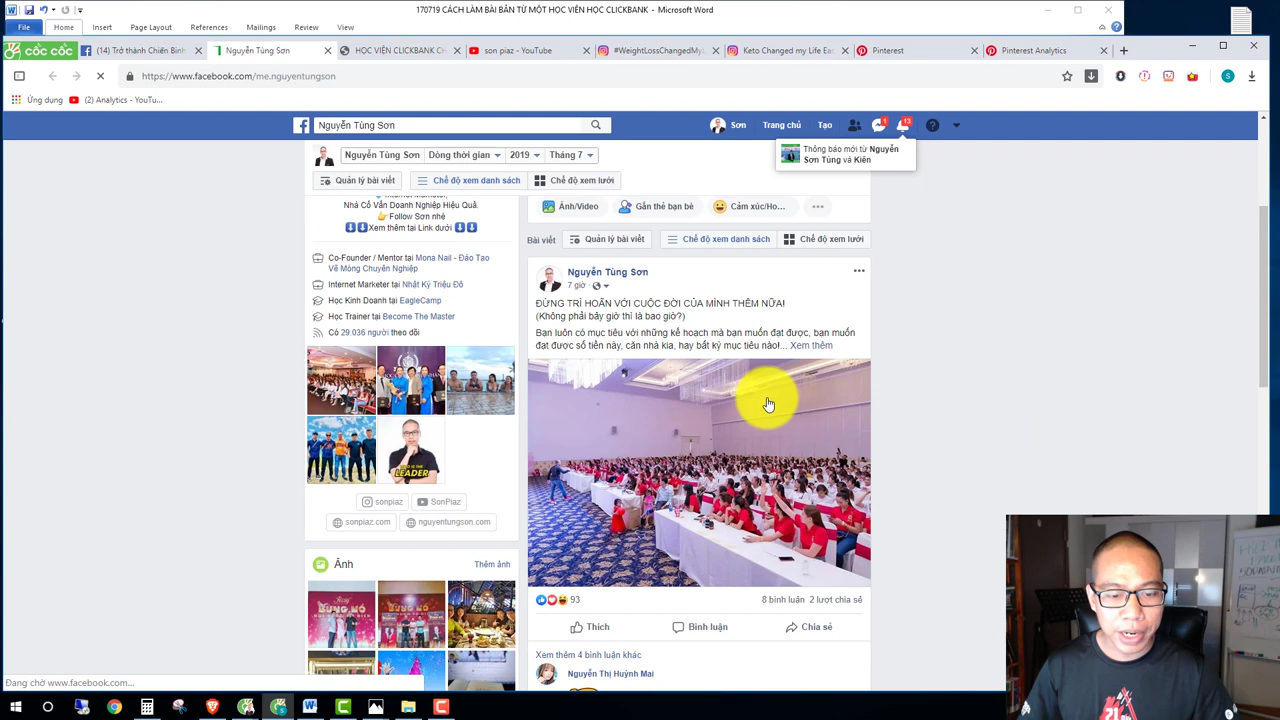 170719 CÁCH LÀM BÀI BẢN TỪ MỘT HỌC VIÊN HỌC CLICKBANK - Microsoft Word
File Home Insert Page Layout References Mailings Review View
CỐC CỐC (14) Trở thành Chiến Binh Nguyễn Tùng Sơn HỌC VIỆN CLICKBANK CH son piaz - YouTube #WeightLossChangedMyL Keto Changed my Life Eas Pinterest Pinterest Analytics
https://www.facebook.com/me.nguyentungson
Ứng dụng (2) Analytics - YouTu...
Nguyễn Tùng Sơn Sơn Trang chủ Tạo 1 13
Thông báo mới từ Nguyễn
Sơn Tùng và Kiên
Nguyễn Tùng Sơn Dòng thời gian 2019 Tháng 7
Quản lý bài viết Chế độ xem danh sách Chế độ xem lưới
Internet Marketer,
Nhà Cố Vấn Doanh Nghiệp Hiệu Quả.
Follow Sơn nhé
Xem thêm tại Link dưới
Co-Founder / Mentor tại Mona Nail - Đào Tạo
Vẽ Móng Chuyên Nghiệp
Internet Marketer tại Nhật Ký Triệu Đô
Học Kinh Doanh tại EagleCamp
Học Trainer tại Become The Master
Có 29.036 người theo dõi
LEADER
sonpiaz SonPiaz
sonpiaz.com nguyentungson.com
Ảnh Thêm ảnh
BÙNG NỔ
Ảnh/Video Gắn thẻ bạn bè Cảm xúc/Ho...
Bài viết Quản lý bài viết Chế độ xem danh sách Chế độ xem lưới
Nguyễn Tùng Sơn
7 giờ
ĐỪNG TRÌ HOÃN VỚI CUỘC ĐỜI CỦA MÌNH THÊM NỮA!
(Không phải bây giờ thì là bao giờ?)
Bạn luôn có mục tiêu với những kế hoạch mà bạn muốn đạt được, bạn muốn
đạt được số tiền này, căn nhà kia, hay bất kỳ mục tiêu nào!... Xem thêm
93 8 bình luận 2 lượt chia sẻ
Thích Bình luận Chia sẻ
Xem thêm 4 bình luận khác
Nguyễn Thị Huỳnh Mai
Đang chờ www.facebook.com...
21